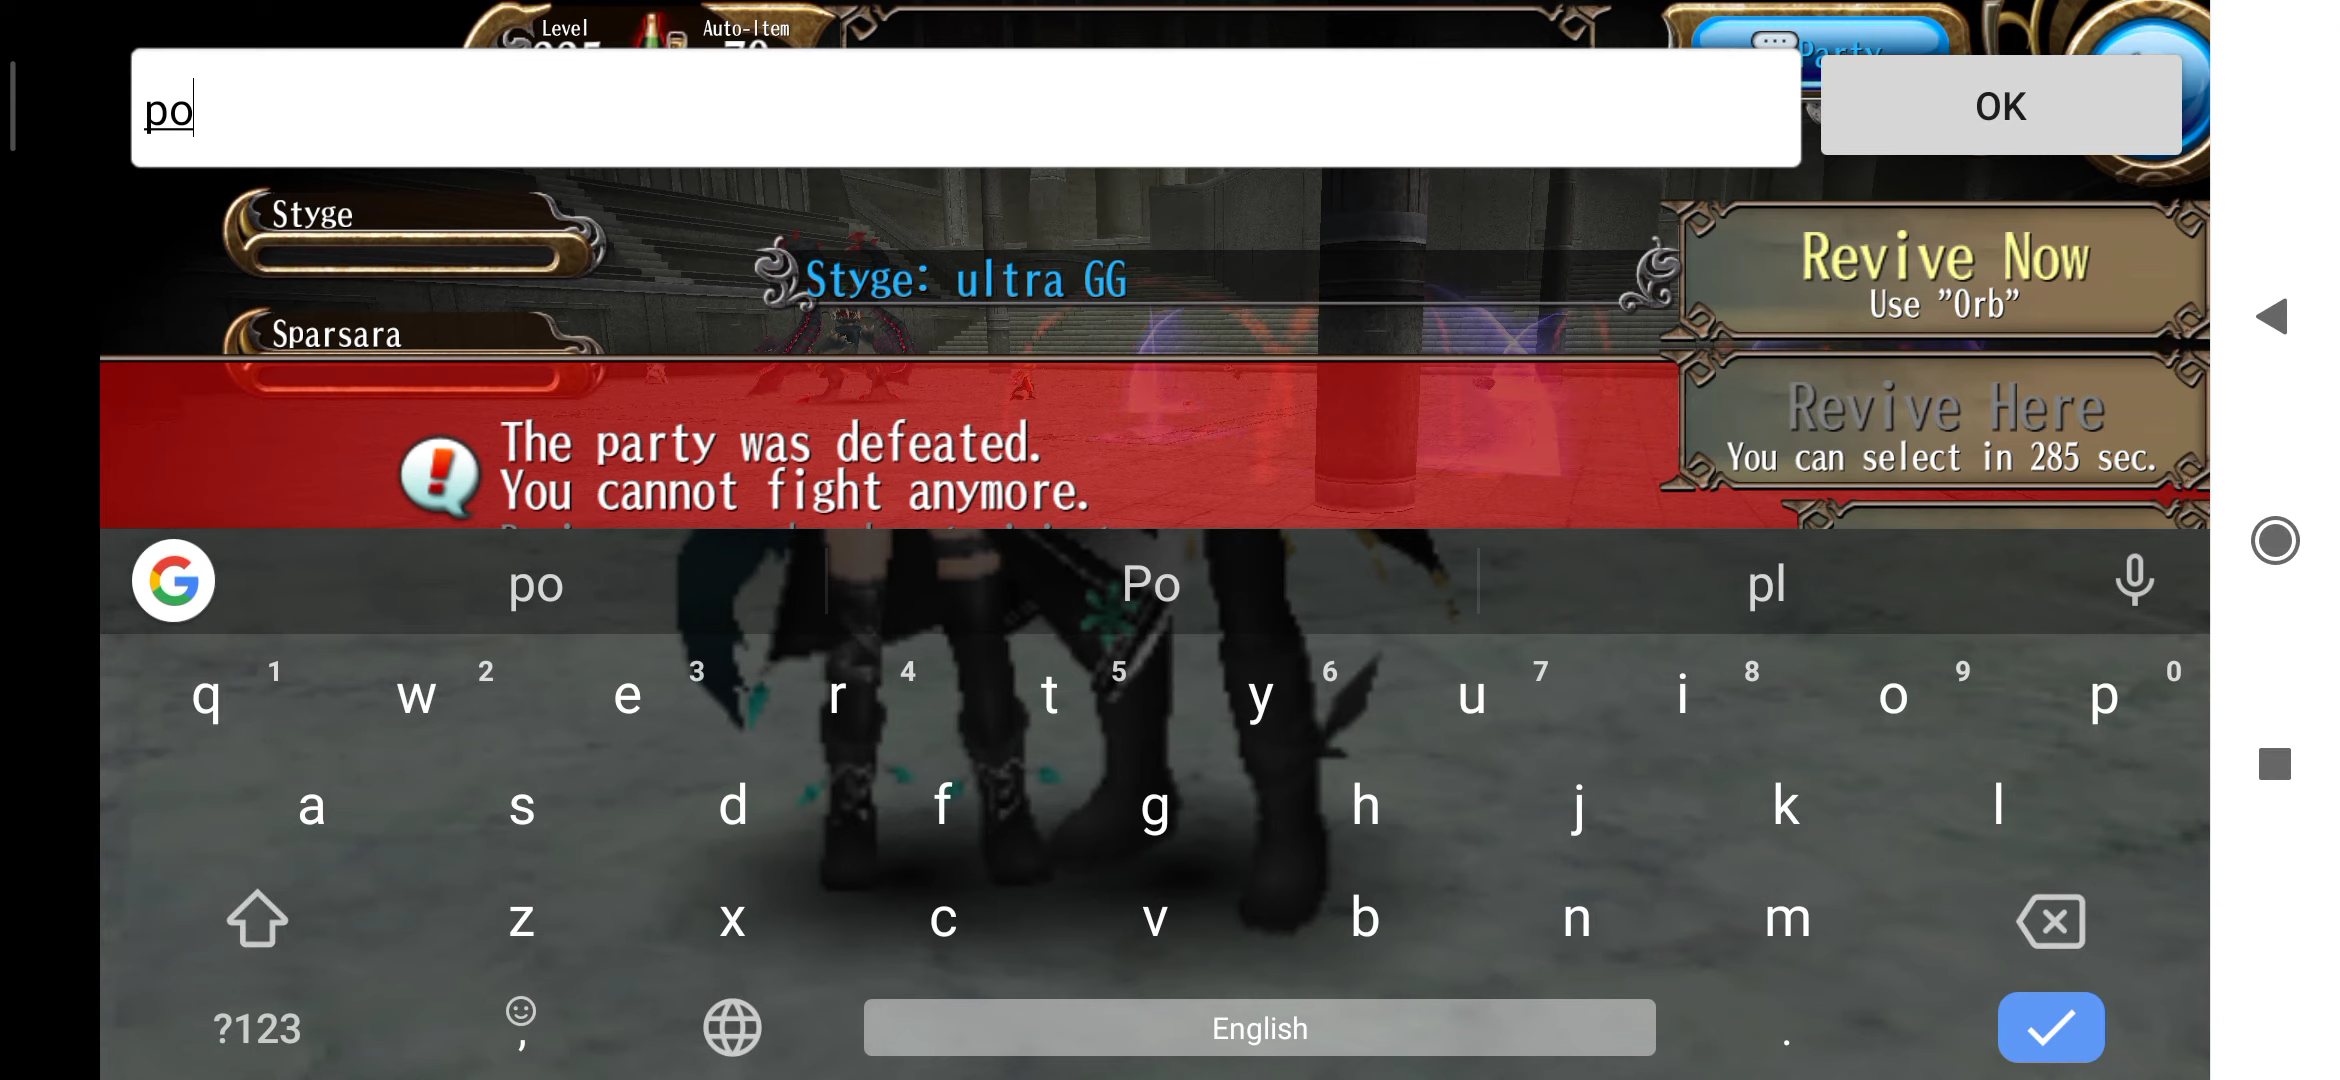 Level
Auto-Item
Party
po
OK
Styge
Styge: ultra GG
Revive Now
Use "Orb"
Sparsara
Revive Here
You can select in 285 sec.
! The party was defeated.
You cannot fight anymore.
G po Po pl
q 1 w 2 e 3 r 4 t 5 y 6 u 7 i 8 o 9 p 0
a s d f g h j k l
z x c v b n m
?123 , English .